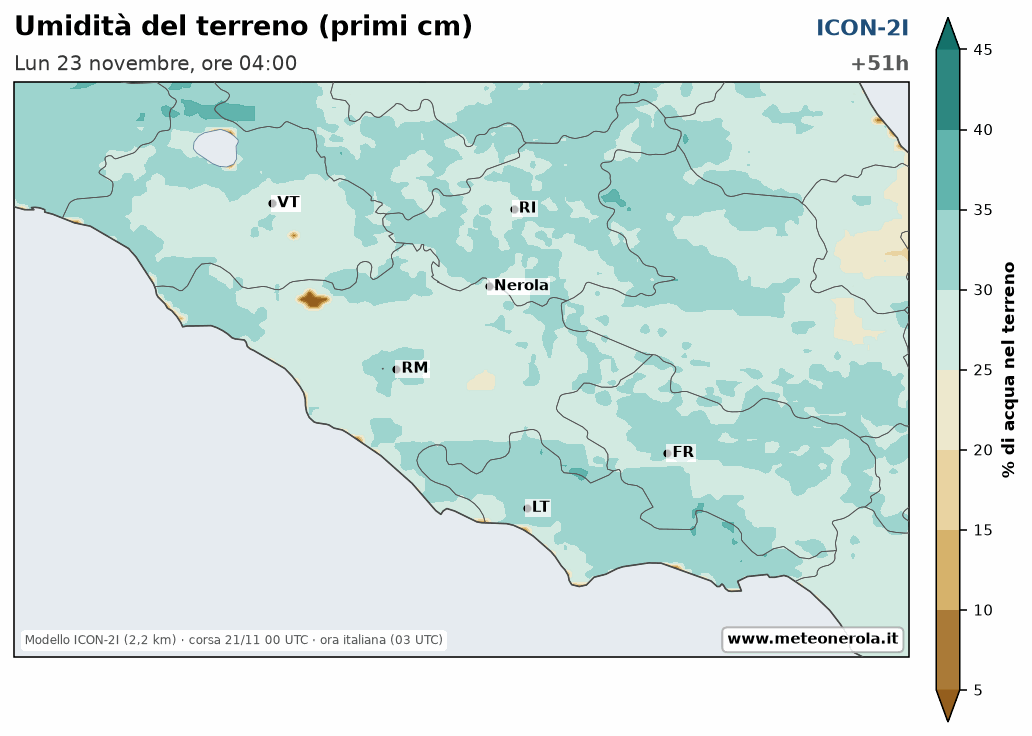 Umidità del terreno (primi cm)
ICON-2I
Lun 23 novembre, ore 04:00
+51h
VT
RI
Nerola
RM
FR
LT
Modello ICON-2I (2,2 km) · corsa 21/11 00 UTC · ora italiana (03 UTC)
www.meteonerola.it
45
40
35
30
25
20
15
10
5
% di acqua nel terreno